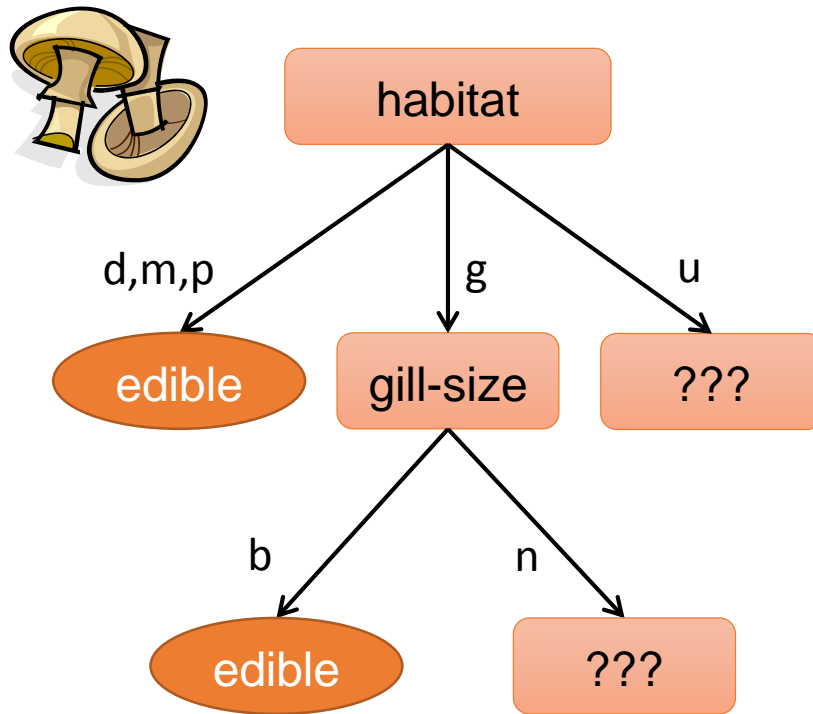 habitat
d,m,p
g
u
edible
gill-size
???
b
n
edible
???